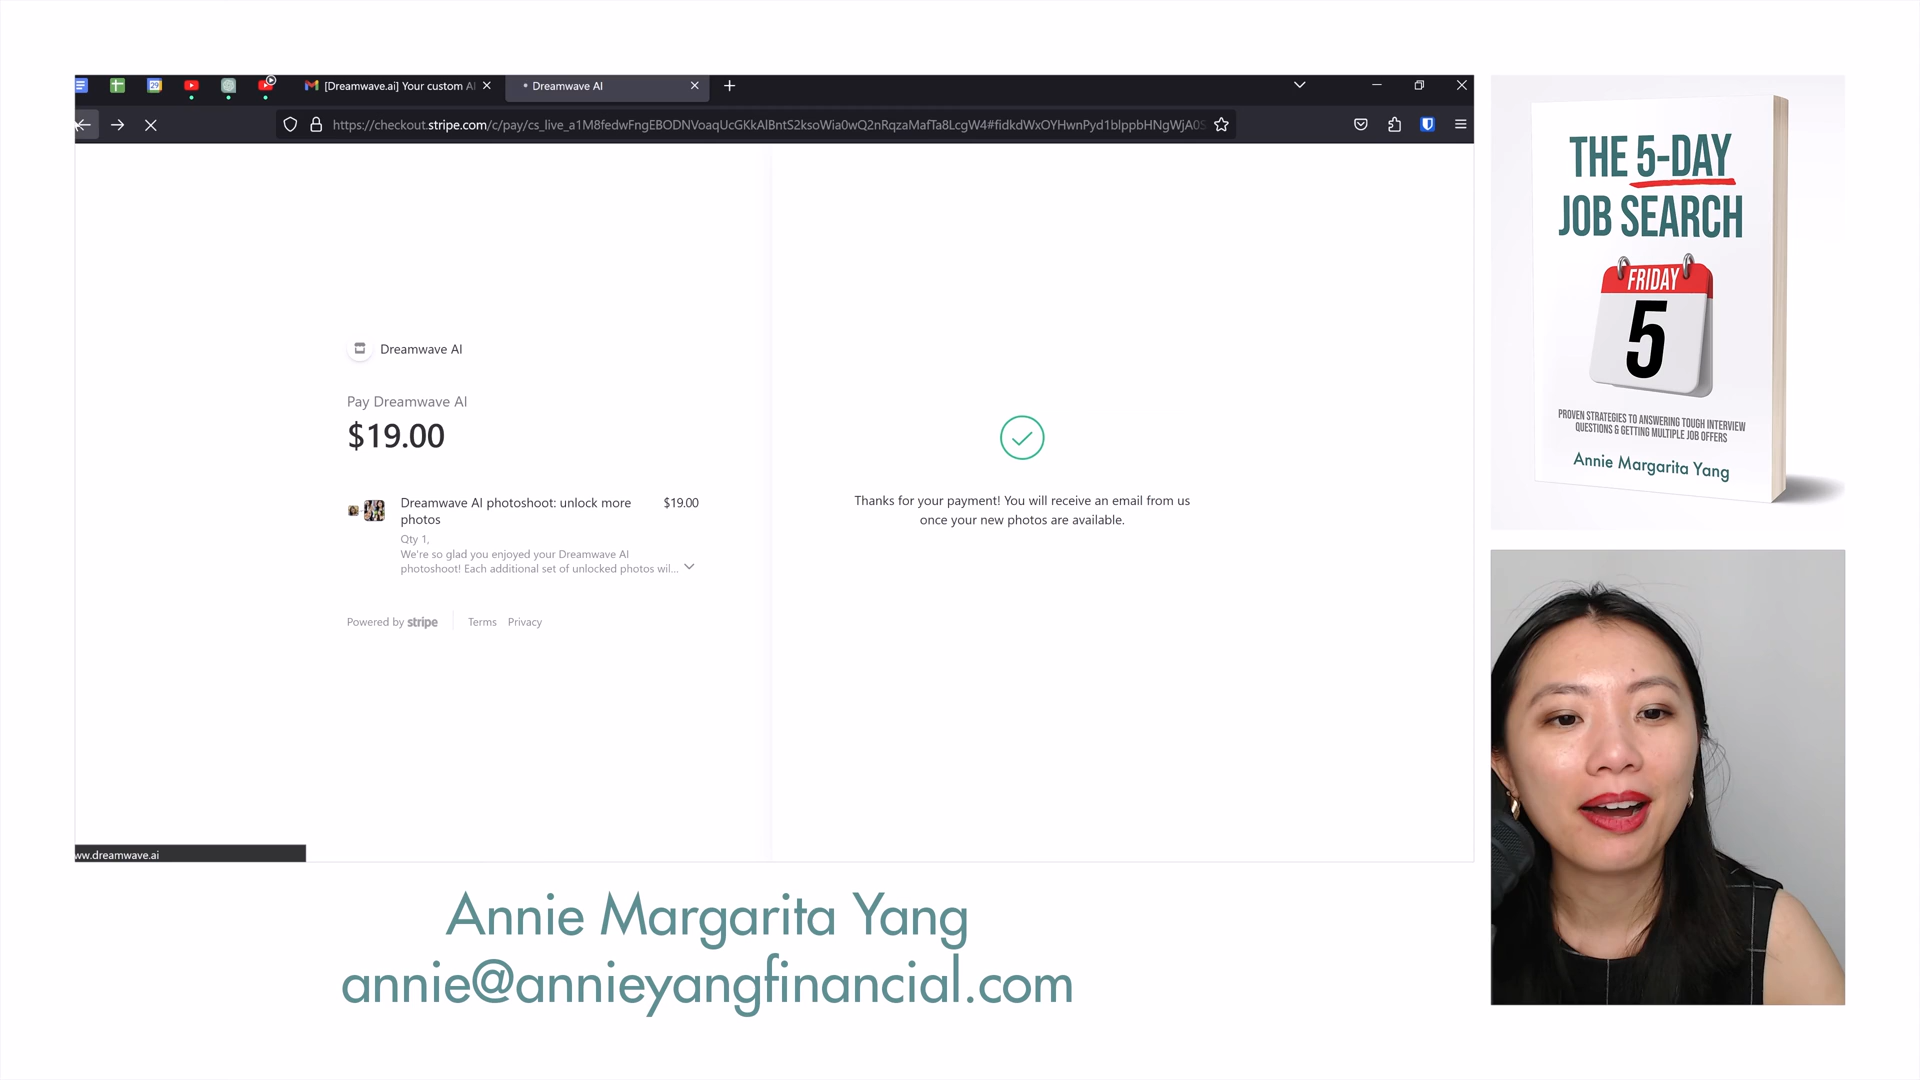 [Dreamwave.ai] Your custom AI
Dreamwave AI
https://checkout.stripe.com/c/pay/cs_live_a1M8fedwFngEBODNVoaqUcGKkAlBntS2ksoWia0wQ2nRqzaMafTa8LcgW4#fidkdWxOYHwnPyd1blppbHNgWjA0S
Dreamwave AI
Pay Dreamwave AI
$19.00
Dreamwave AI photoshoot: unlock more $19.00
photos
Qty 1,
We're so glad you enjoyed your Dreamwave AI
photoshoot! Each additional set of unlocked photos wil...
Powered by stripe
Terms Privacy
Thanks for your payment! You will receive an email from us
once your new photos are available.
ww.dreamwave.ai
THE 5-DAY
JOB SEARCH
FRIDAY
5
PROVEN STRATEGIES TO ANSWERING TOUGH INTERVIEW
QUESTIONS & GETTING MULTIPLE JOB OFFERS
Annie Margarita Yang
Annie Margarita Yang
annie@annieyangfinancial.com